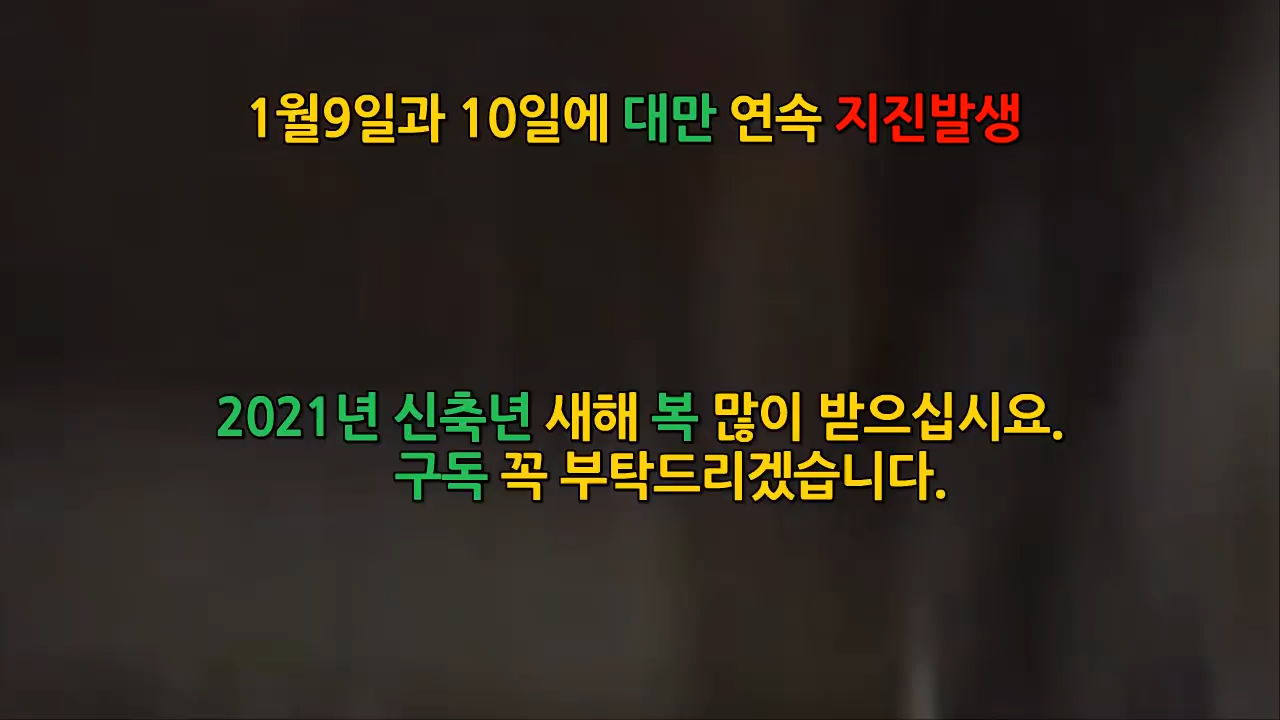 1월9일과 10일에 대만 연속 지진발생
2021년 신축년 새해 복 많이 받으십시요.
구독 꼭 부탁드리겠습니다.